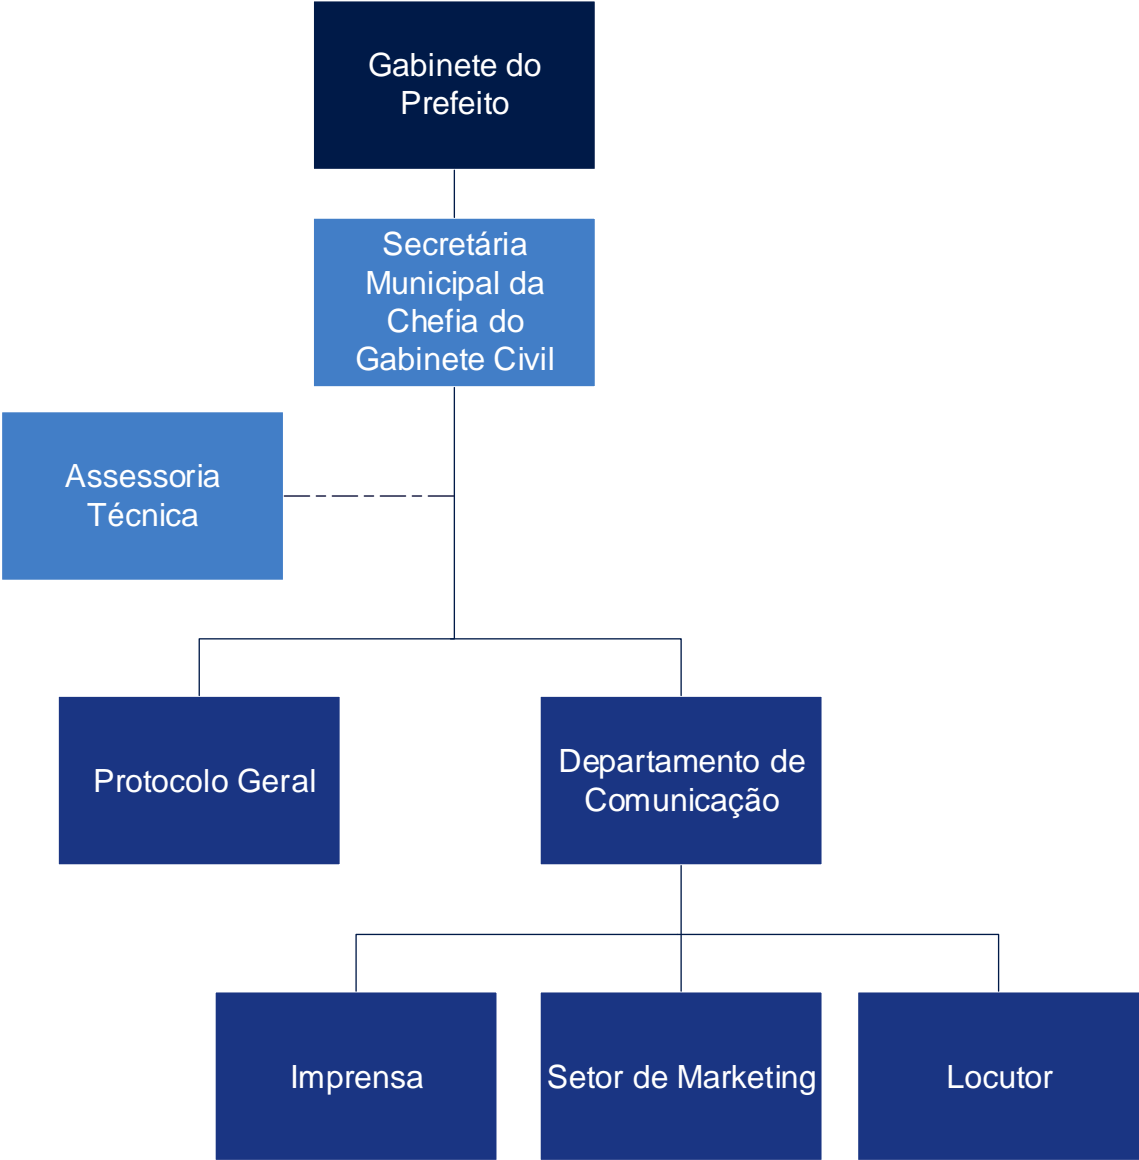 Gabinete do
Prefeito
Secretária
Municipal da
Chefia do
Gabinete Civil
Assessoria
Técnica
Protocolo Geral
Departamento de
Comunicação
Imprensa
Setor de Marketing
Locutor